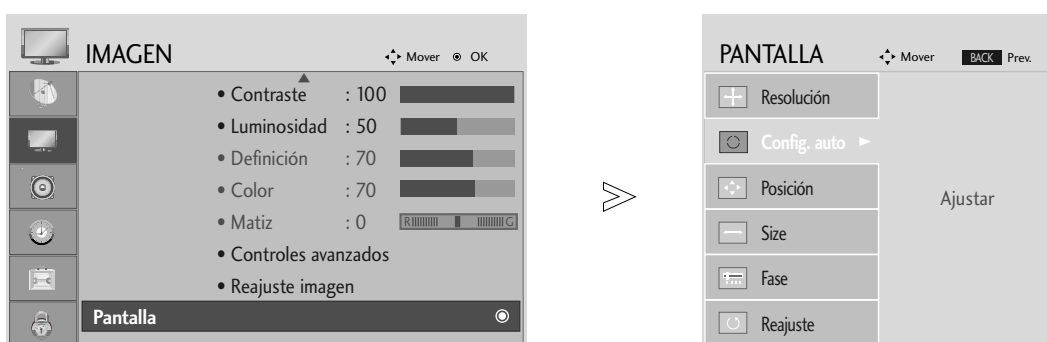 IMAGEN
Mover OK
• Contraste : 100
• Luminosidad : 50
• Definición : 70
• Color : 70
• Matiz : 0 R G
• Controles avanzados
• Reajuste imagen
Pantalla
PANTALLA
Mover BACK Prev.
Resolución
Config. auto
Posición
Size
Fase
Reajuste
Ajustar